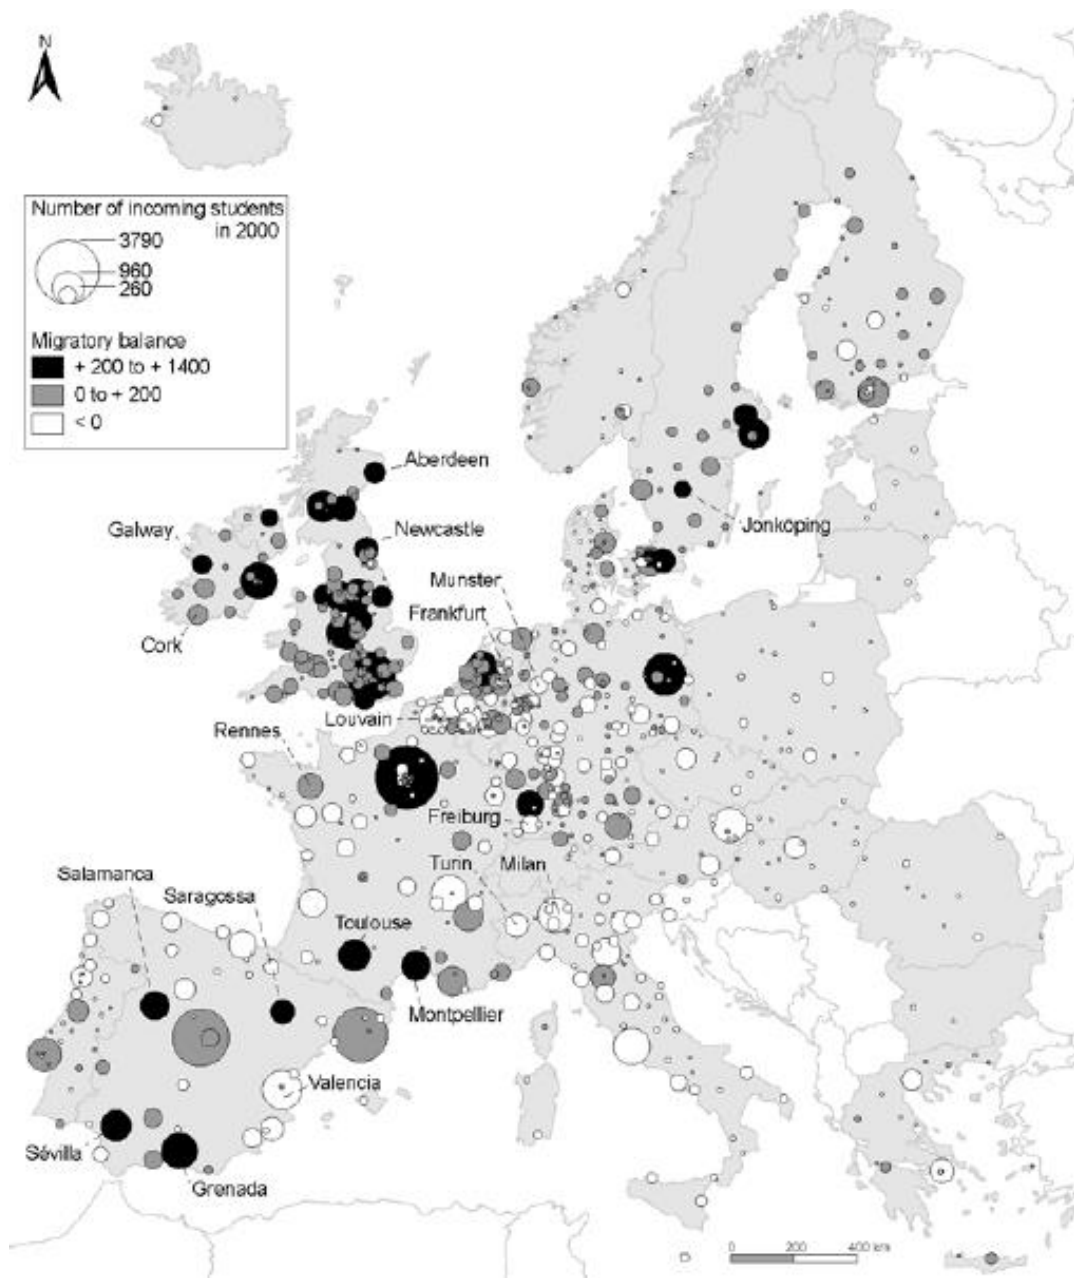 N
Number of incoming students
in 2000
3790
960
260
Migratory balance
+ 200 to + 1400
0 to + 200
< 0
Aberdeen
Galway
Newcastle
Jonkoping
Munster
Frankfurt
Cork
Louvain
Rennes
Freiburg
Turin
Milan
Salamanca
Saragossa
Toulouse
Montpellier
Valencia
Sévilla
Grenada
0
200
400 km